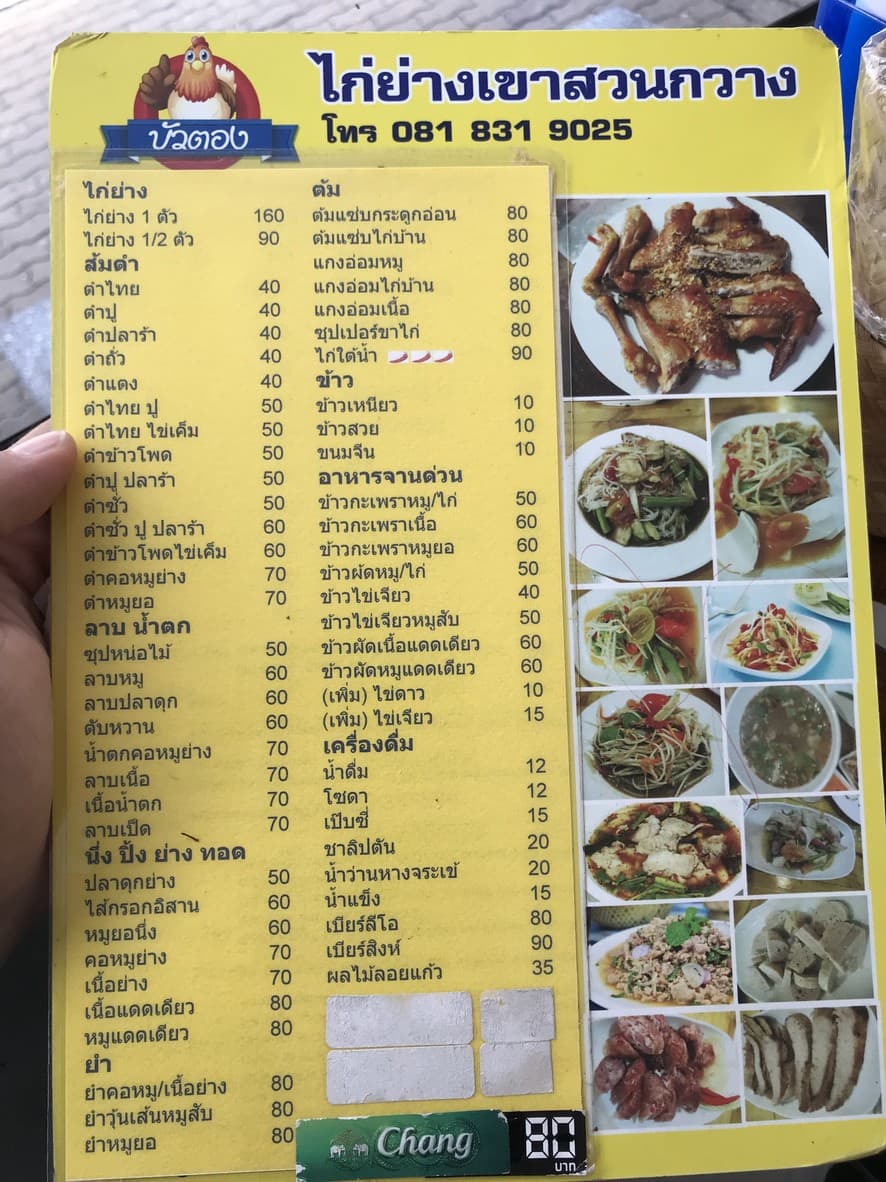 บัวตอง
ไก่ย่างเขาสวนกวาง
โทร 081 831 9025
ไก่ย่าง
ไก่ย่าง 1 ตัว 160
ไก่ย่าง 1/2 ตัว 90
ส้มตำ
ตำไทย 40
ตำปู 40
ตำปลาร้า 40
ตำถั่ว 40
ตำแตง 40
ตำไทย ปู 50
ตำไทย ไข่เค็ม 50
ตำข้าวโพด 50
ตำปู ปลาร้า 50
ตำซั่ว 50
ตำซั่ว ปู ปลาร้า 60
ตำข้าวโพดไข่เค็ม 60
ตำคอหมูย่าง 70
ตำหมูยอ 70
ลาบ น้ำตก
ซุปหน่อไม้ 50
ลาบหมู 60
ลาบปลาดุก 60
ตับหวาน 60
น้ำตกคอหมูย่าง 70
ลาบเนื้อ 70
เนื้อน้ำตก 70
ลาบเป็ด 70
นึ่ง ปิ้ง ย่าง ทอด
ปลาดุกย่าง 50
ไส้กรอกอิสาน 60
หมูยอนึ่ง 60
คอหมูย่าง 70
เนื้อย่าง 70
เนื้อแดดเดียว 80
หมูแดดเดียว 80
ยำ
ยำคอหมู/เนื้อย่าง 80
ยำวุ้นเส้นหมูสับ 80
ยำหมูยอ 80
ต้ม
ต้มแซ่บกระดูกอ่อน 80
ต้มแซ่บไก่บ้าน 80
แกงอ่อมหมู 80
แกงอ่อมไก่บ้าน 80
แกงอ่อมเนื้อ 80
ซุปเปอร์ขาไก่ 80
ไก่ใต้น้ำ 90
ข้าว
ข้าวเหนียว 10
ข้าวสวย 10
ขนมจีน 10
อาหารจานด่วน
ข้าวกะเพราหมู/ไก่ 50
ข้าวกะเพราเนื้อ 60
ข้าวกะเพราหมูยอ 60
ข้าวผัดหมู/ไก่ 50
ข้าวไข่เจียว 40
ข้าวไข่เจียวหมูสับ 50
ข้าวผัดเนื้อแดดเดียว 60
ข้าวผัดหมูแดดเดียว 60
(เพิ่ม) ไข่ดาว 10
(เพิ่ม) ไข่เจียว 15
เครื่องดื่ม
น้ำดื่ม 12
โซดา 12
เป๊บซี่ 15
ชาลิปตัน 20
น้ำว่านหางจระเข้ 20
น้ำแข็ง 15
เบียร์ลีโอ 80
เบียร์สิงห์ 90
ผลไม้ลอยแก้ว 35
Chang 80
บาท